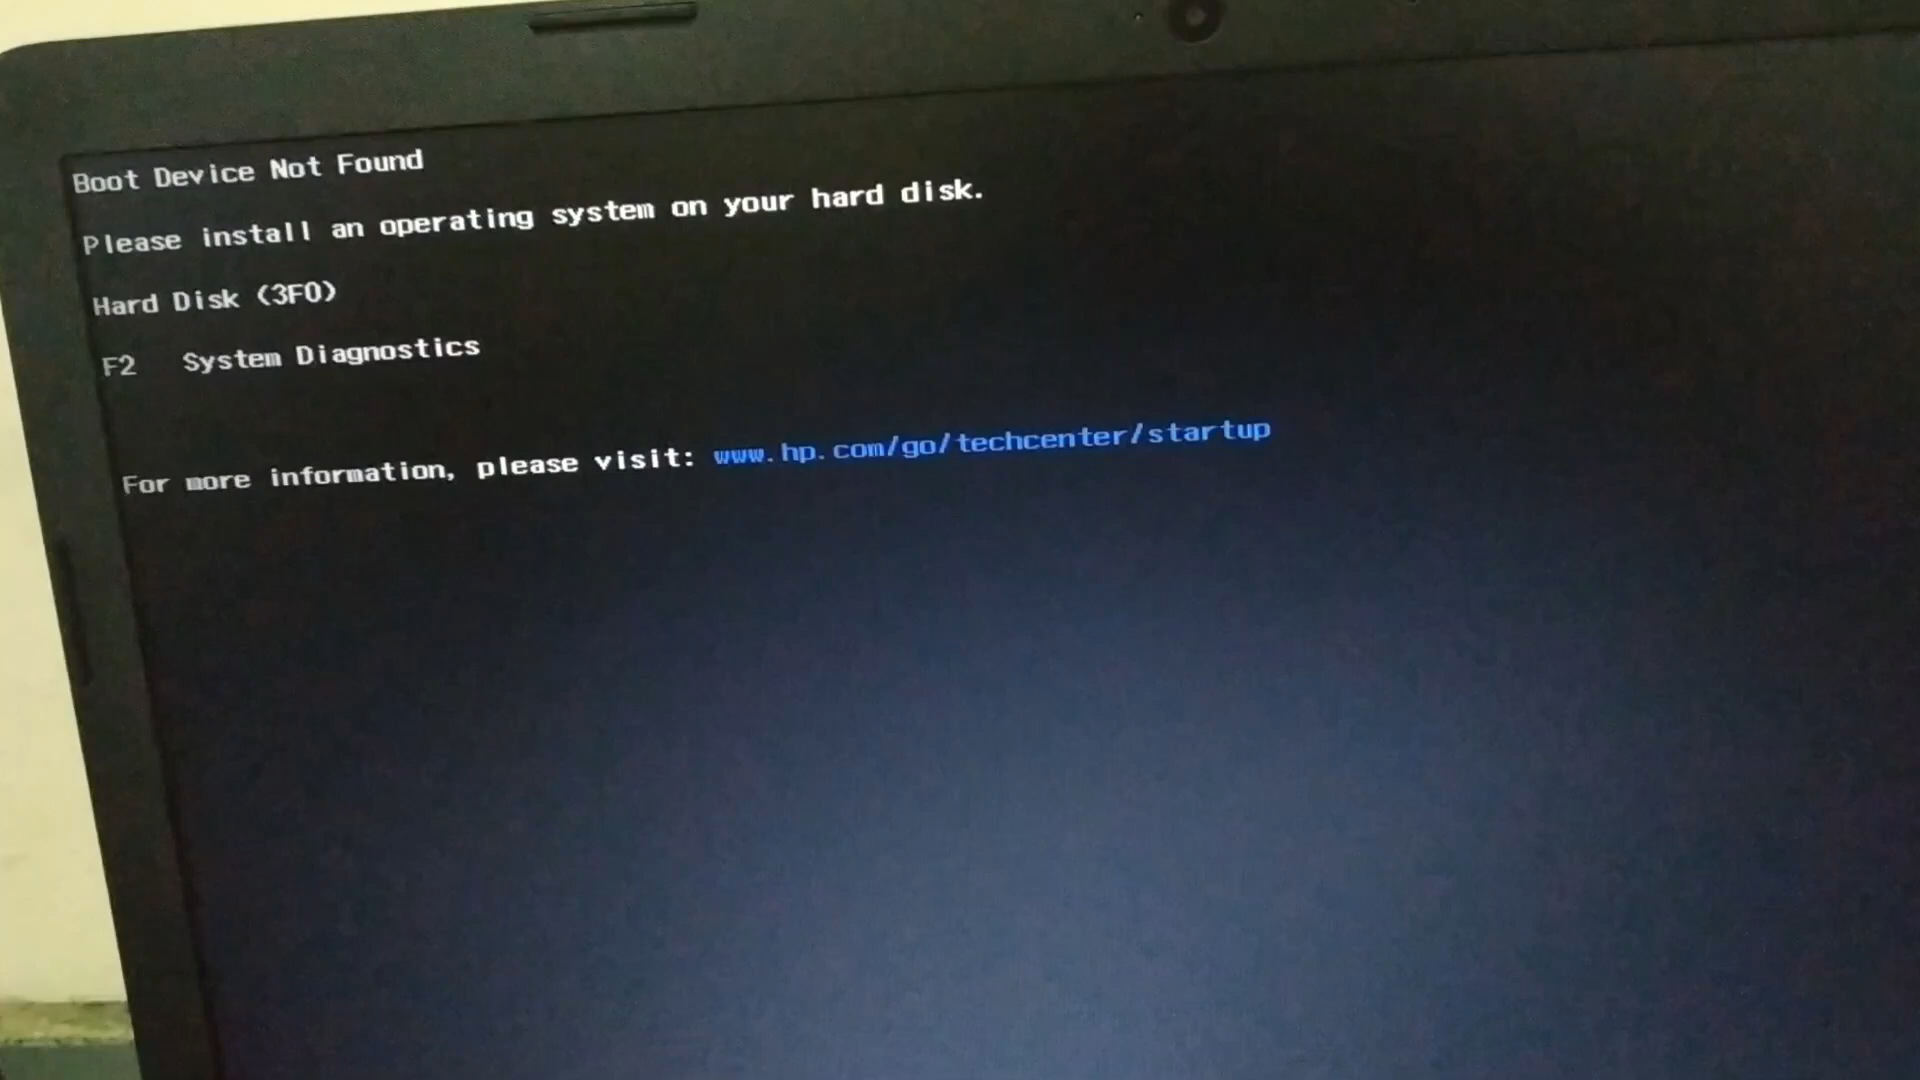 Boot Device Not Found
Please install an operating system on your hard disk.
Hard Disk (3F0)
F2 System Diagnostics
For more information, please visit: www.hp.com/go/techcenter/startup